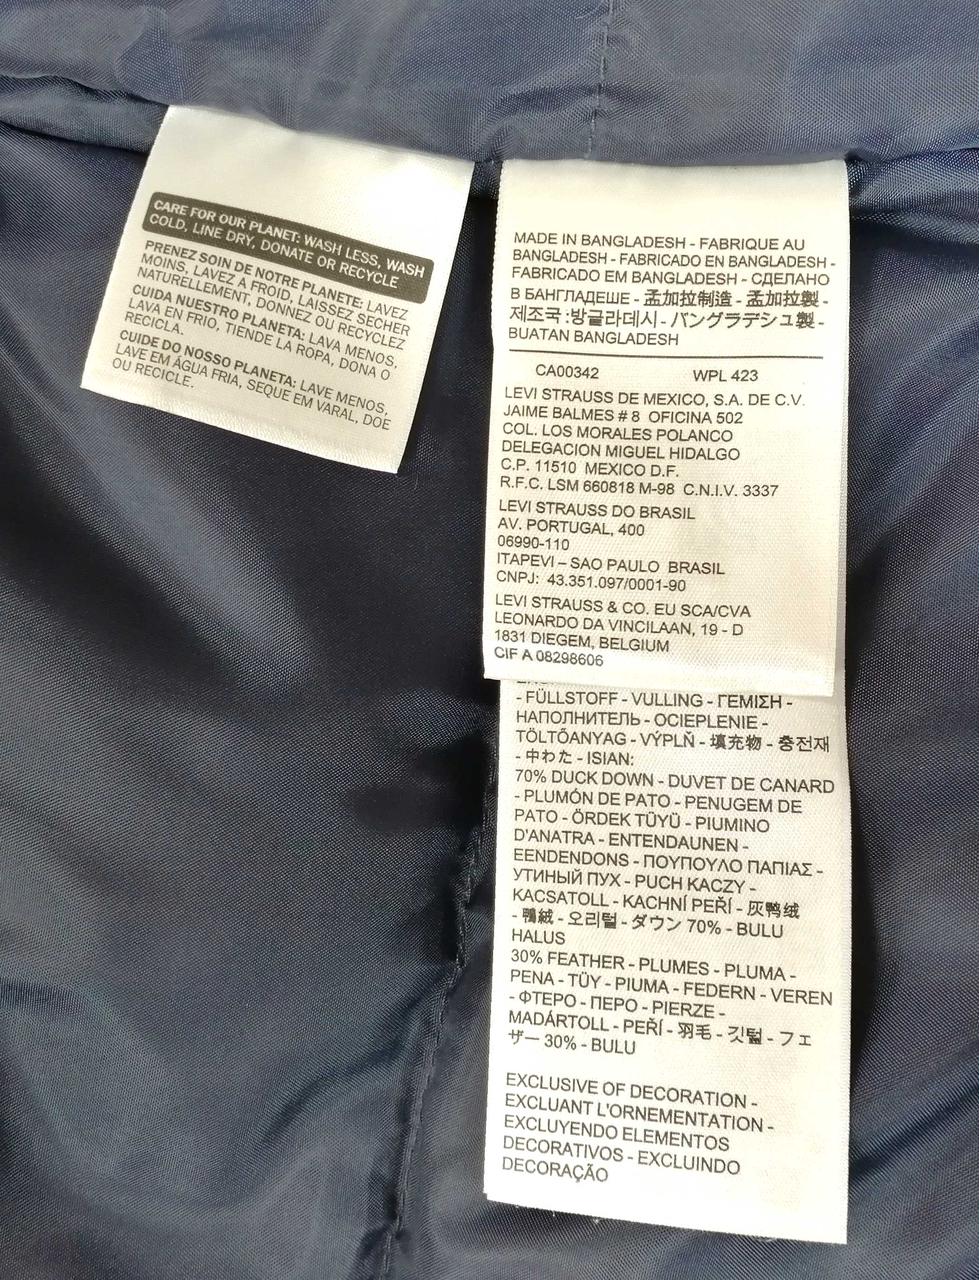 CARE FOR OUR PLANET: WASH LESS, WASH
COLD, LINE DRY, DONATE OR RECYCLE
PRENEZ SOIN DE NOTRE PLANETE: LAVEZ
MOINS, LAVEZ À FROID, LAISSEZ SECHER
NATURELLEMENT, DONNEZ OU RECYCLEZ
CUIDA NUESTRO PLANETA: LAVA MENOS,
LAVA EN FRIO, TIENDE LA ROPA, DONA O
RECICLA.
CUIDE DO NOSSO PLANETA: LAVE MENOS,
LAVE EM ÁGUA FRIA, SEQUE EM VARAL, DOE
OU RECICLE.
MADE IN BANGLADESH - FABRIQUE AU
BANGLADESH - FABRICADO EN BANGLADESH -
FABRICADO EM BANGLADESH - СДЕЛАНО
В БАНГЛАДЕШЕ - 孟加拉制造 - 孟加拉製 -
제조국 :방글라데시 - バングラデシュ製 -
BUATAN BANGLADESH
CA00342 WPL 423
LEVI STRAUSS DE MEXICO, S.A. DE C.V.
JAIME BALMES # 8 OFICINA 502
COL. LOS MORALES POLANCO
DELEGACION MIGUEL HIDALGO
C.P. 11510 MEXICO D.F.
R.F.C. LSM 660818 M-98 C.N.I.V. 3337
LEVI STRAUSS DO BRASIL
AV. PORTUGAL, 400
06990-110
ITAPEVI – SAO PAULO BRASIL
CNPJ: 43.351.097/0001-90
LEVI STRAUSS & CO. EU SCA/CVA
LEONARDO DA VINCILAAN, 19 - D
1831 DIEGEM, BELGIUM
CIF A 08298606
- FÜLLSTOFF - VULLING - ΓΕΜΙΣΗ -
НАПОЛНИТЕЛЬ - OCIEPLENIE -
TÖLTŐANYAG - VÝPLŇ - 填充物 - 충전재
- 中わた - ISIAN:
70% DUCK DOWN - DUVET DE CANARD
- PLUMÓN DE PATO - PENUGEM DE
PATO - ÖRDEK TÜYÜ - PIUMINO
D'ANATRA - ENTENDAUNEN -
EENDENDONS - ΠΟΥΠΟΥΛΟ ΠΑΠΙΑΣ -
УТИНЫЙ ПУХ - PUCH KACZY -
KACSATOLL - KACHNÍ PEŘÍ - 灰鸭绒
- 鴨絨 - 오리털 - ダウン 70% - BULU
HALUS
30% FEATHER - PLUMES - PLUMA -
PENA - TÜY - PIUMA - FEDERN - VEREN
- ΦΤΕΡΟ - ПЕРО - PIERZE -
MADÁRTOLL - PEŘÍ - 羽毛 - 깃털 - フェ
ザー 30% - BULU
EXCLUSIVE OF DECORATION -
EXCLUANT L'ORNEMENTATION -
EXCLUYENDO ELEMENTOS
DECORATIVOS - EXCLUINDO
DECORAÇÃO